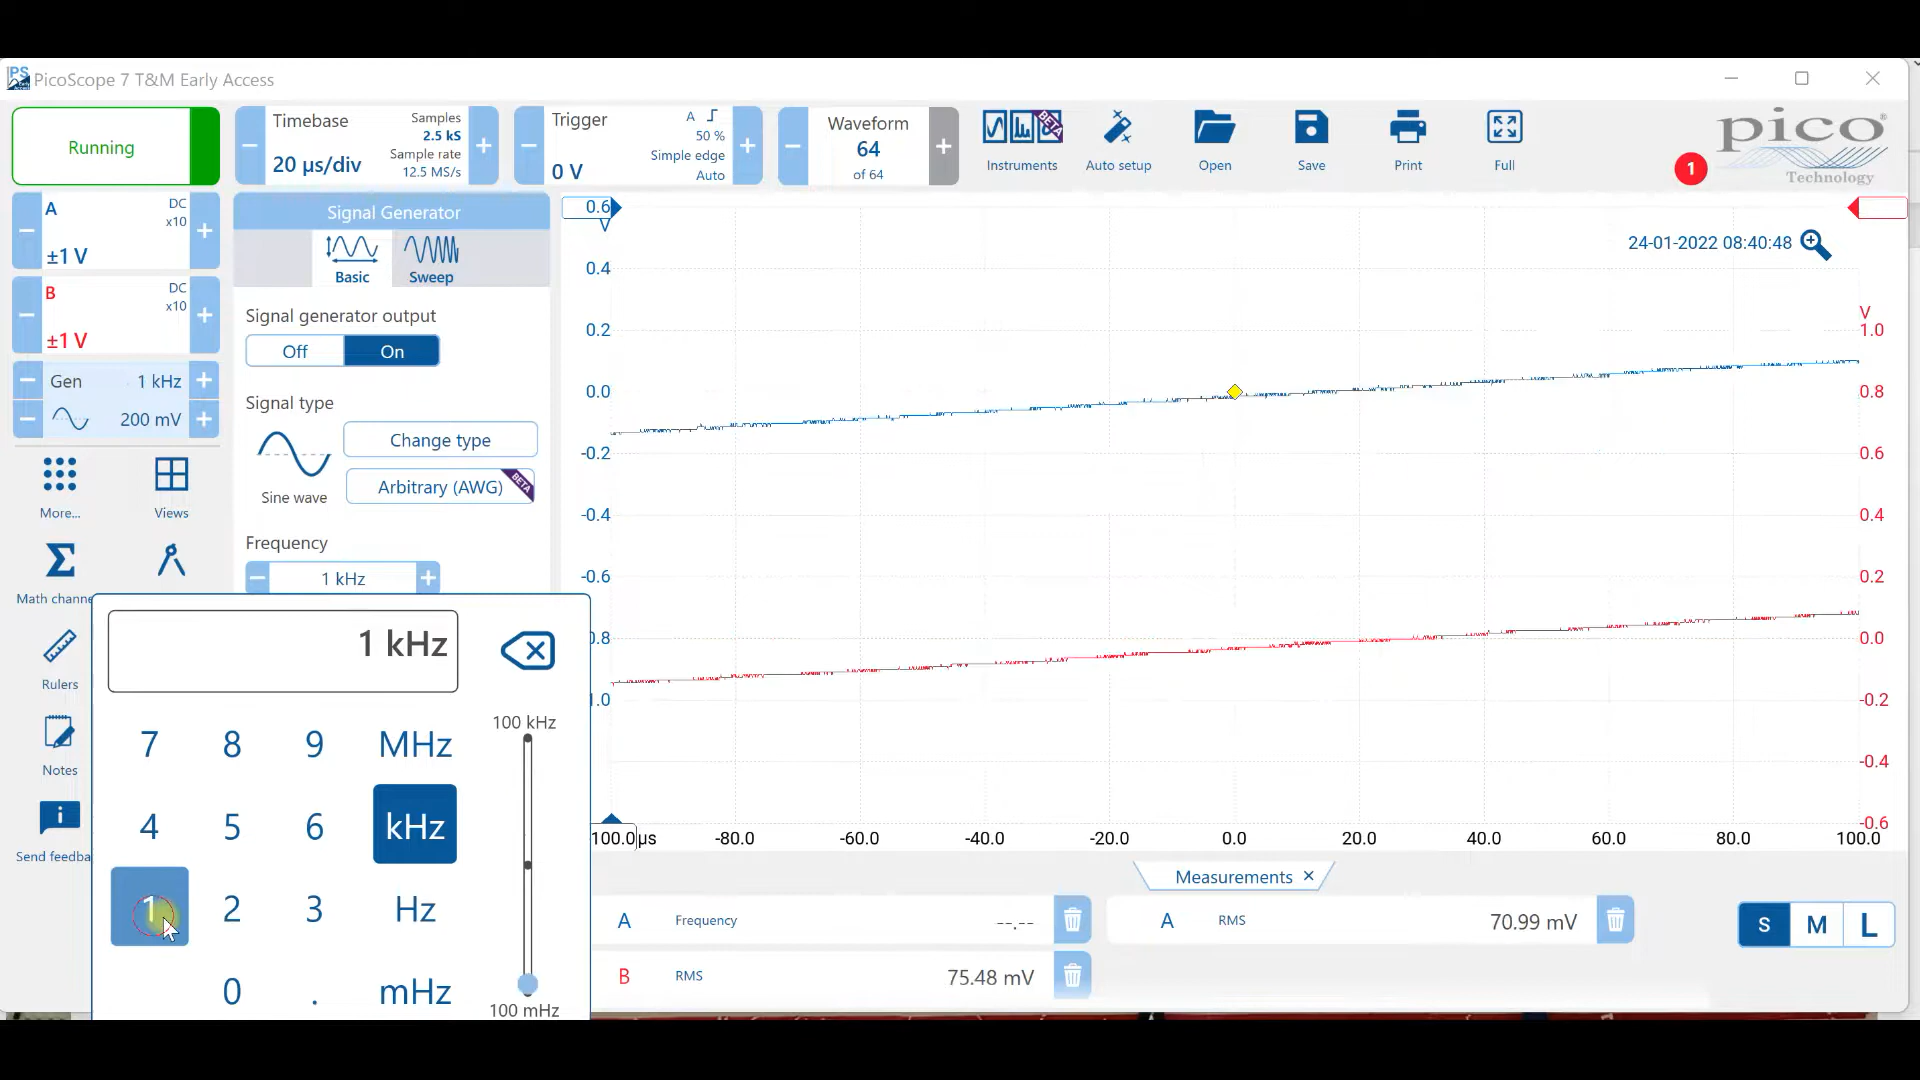 PS
PicoScope 7 T&M Early Access
Running
Timebase
20 µs/div
Samples
2.5 kS
Sample rate
12.5 MS/s
Trigger
0 V
A
50 %
Simple edge
Auto
Waveform
64
of 64
BETA
Instruments
Auto setup
Open
Save
Print
Full
1
pico
Technology
A
DC
x10
±1 V
B
DC
x10
±1 V
Gen
1 kHz
200 mV
More...
Views
Math channe
Rulers
Notes
Send feedba
Signal Generator
Basic
Sweep
Signal generator output
Off
On
Signal type
Sine wave
Change type
Arbitrary (AWG)
BETA
Frequency
1 kHz
1 kHz
7 8 9 MHz
4 5 6 kHz
1 2 3 Hz
0 . mHz
100 kHz
100 mHz
0.6
V
0.4
0.2
0.0
-0.2
-0.4
-0.6
0.8
1.0
24-01-2022 08:40:48
V
1.0
0.8
0.6
0.4
0.2
0.0
-0.2
-0.4
-0.6
100.0µs -80.0 -60.0 -40.0 -20.0 0.0 20.0 40.0 60.0 80.0 100.0
Measurements ×
A Frequency --.--
A RMS 70.99 mV
B RMS 75.48 mV
S M L